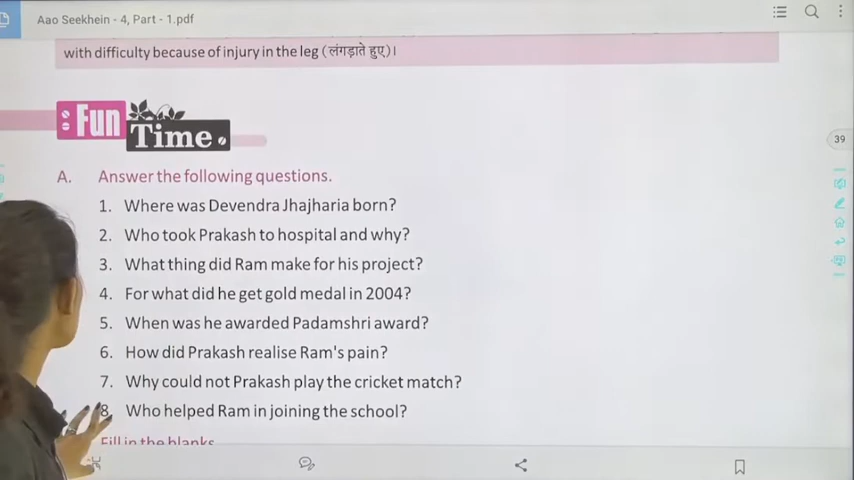 Aao Seekhein - 4, Part - 1.pdf
with difficulty because of injury in the leg (लंगड़ाते हुए)।
Fun
Time
39
A. Answer the following questions.
1. Where was Devendra Jhajharia born?
2. Who took Prakash to hospital and why?
3. What thing did Ram make for his project?
4. For what did he get gold medal in 2004?
5. When was he awarded Padamshri award?
6. How did Prakash realise Ram's pain?
7. Why could not Prakash play the cricket match?
8. Who helped Ram in joining the school?
Fill in the blanks